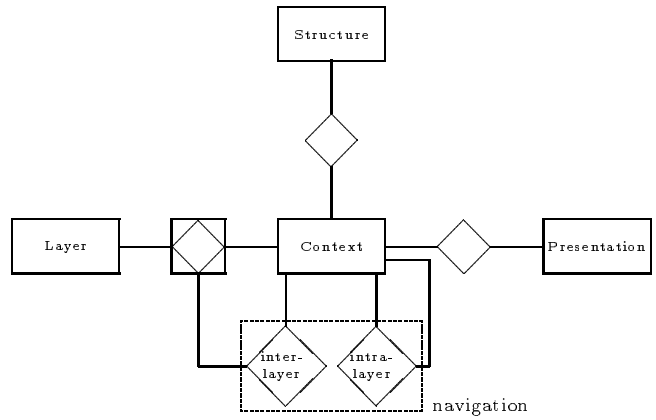 Structure
Layer
Context
Presentation
inter-
layer
intra-
layer
navigation